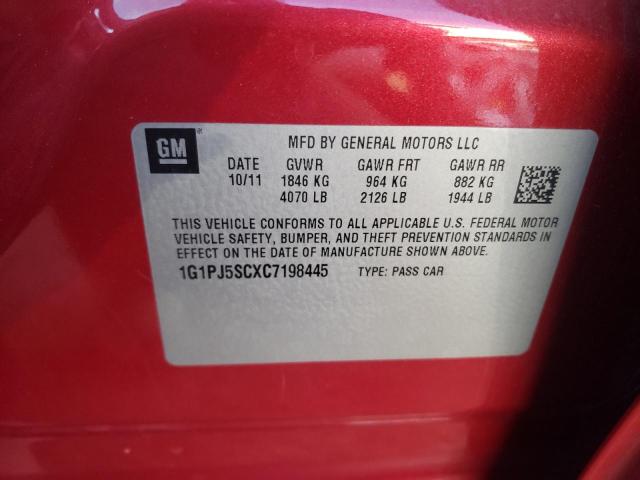 GM
MFD BY GENERAL MOTORS LLC
DATE GVWR GAWR FRT GAWR RR
10/11 1846 KG 964 KG 882 KG
4070 LB 2126 LB 1944 LB
THIS VEHICLE CONFORMS TO ALL APPLICABLE U.S. FEDERAL MOTOR
VEHICLE SAFETY, BUMPER, AND THEFT PREVENTION STANDARDS IN
EFFECT ON THE DATE OF MANUFACTURE SHOWN ABOVE.
1G1PJ5SCXC7198445 TYPE: PASS CAR